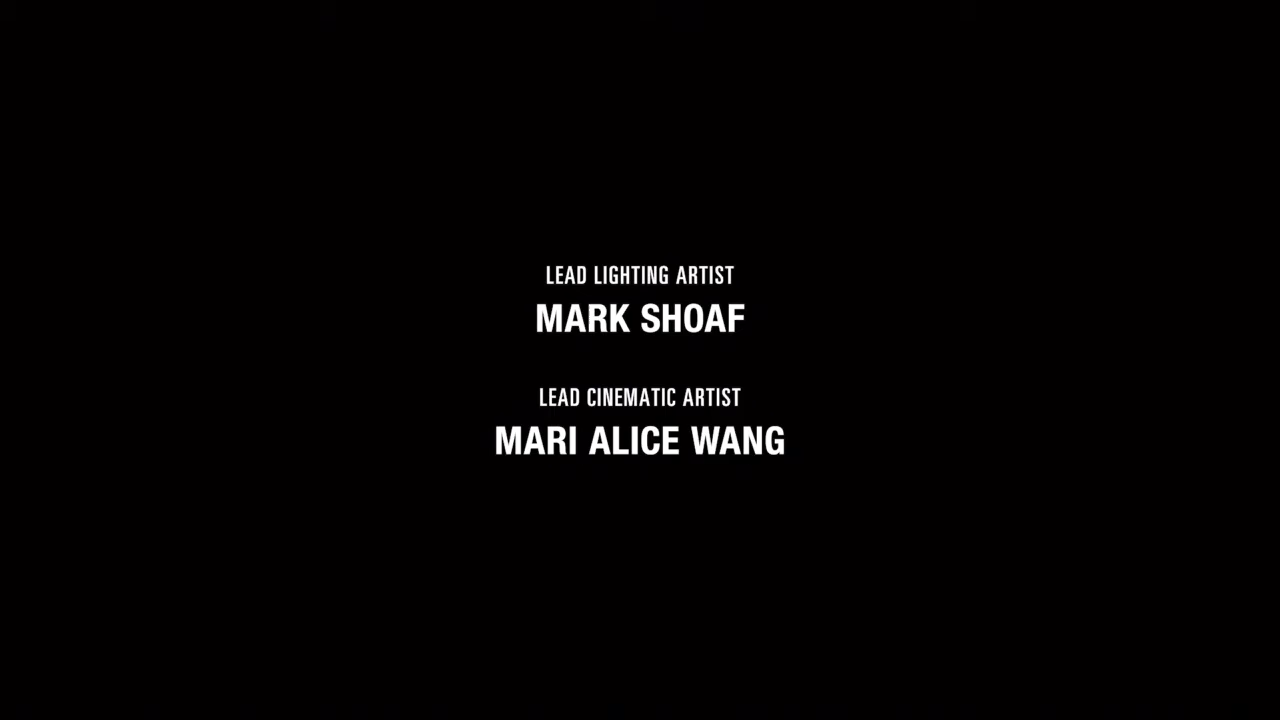 LEAD LIGHTING ARTIST
MARK SHOAF
LEAD CINEMATIC ARTIST
MARI ALICE WANG